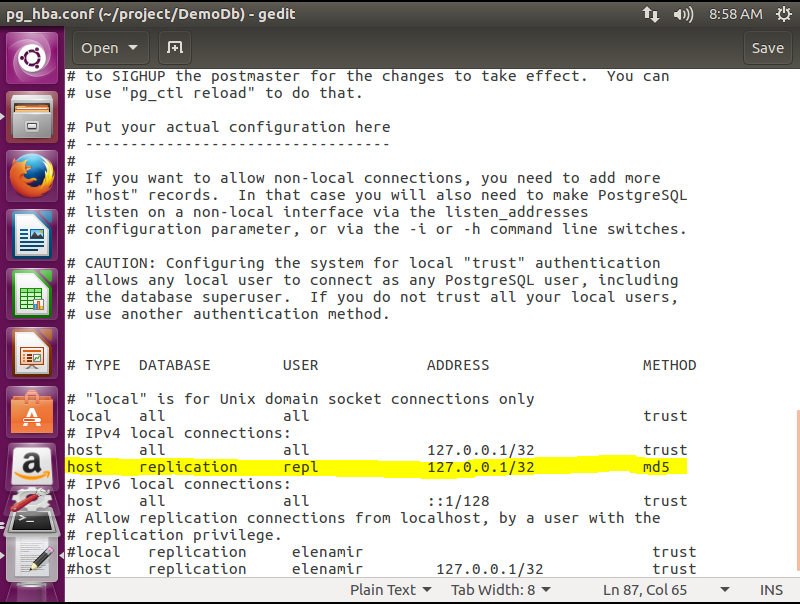 pg_hba.conf (~/project/DemoDb) - gedit
8:58 AM
Open
Save
# to SIGHUP the postmaster for the changes to take effect.  You can
# use "pg_ctl reload" to do that.
# Put your actual configuration here
# ----------------------------------
#
# If you want to allow non-local connections, you need to add more
# "host" records.  In that case you will also need to make PostgreSQL
# listen on a non-local interface via the listen_addresses
# configuration parameter, or via the -i or -h command line switches.
# CAUTION: Configuring the system for local "trust" authentication
# allows any local user to connect as any PostgreSQL user, including
# the database superuser.  If you do not trust all your local users,
# use another authentication method.
# TYPE  DATABASE        USER            ADDRESS                 METHOD
# "local" is for Unix domain socket connections only
local   all             all                                     trust
# IPv4 local connections:
host    all             all             127.0.0.1/32            trust
host    replication     repl            127.0.0.1/32            md5
# IPv6 local connections:
host    all             all             ::1/128                 trust
# Allow replication connections from localhost, by a user with the
# replication privilege.
#local   replication     elenamir                                trust
#host    replication     elenamir        127.0.0.1/32            trust
Plain Text
Tab Width: 8
Ln 87, Col 65
INS